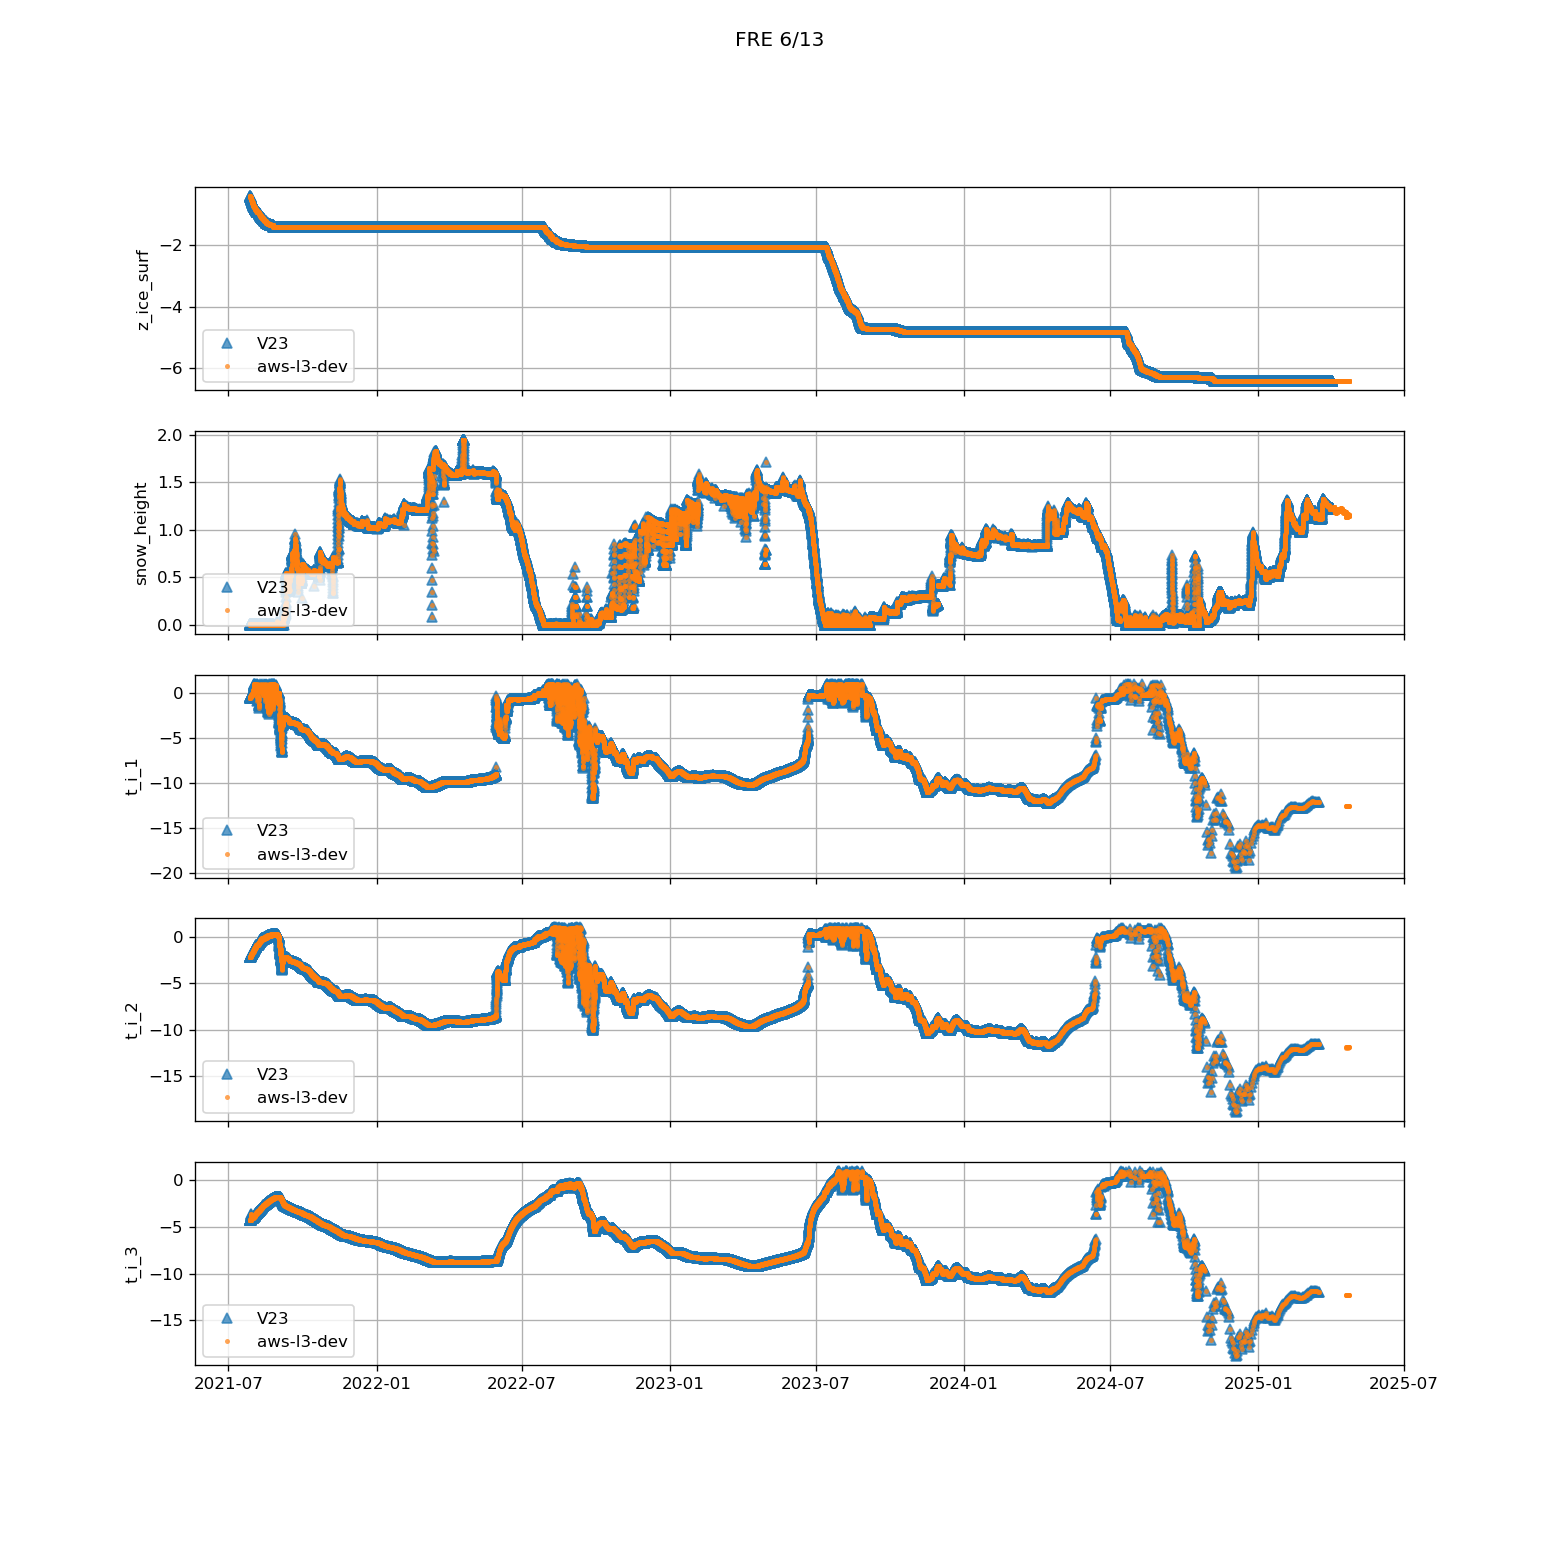 FRE 6/13
z_ice_surf
−2
−4
−6
V23
aws-l3-dev
snow_height
2.0
1.5
1.0
0.5
0.0
V23
aws-l3-dev
t_i_1
0
−5
−10
−15
−20
V23
aws-l3-dev
t_i_2
0
−5
−10
−15
V23
aws-l3-dev
t_i_3
0
−5
−10
−15
V23
aws-l3-dev
2021-07 2022-01 2022-07 2023-01 2023-07 2024-01 2024-07 2025-01 2025-07